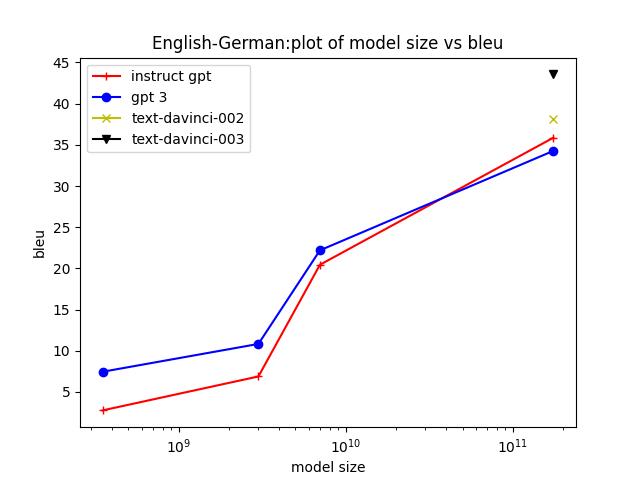 English-German:plot of model size vs bleu
instruct gpt
gpt 3
text-davinci-002
text-davinci-003
45
40
35
30
25
20
15
10
5
bleu
10⁹ 10¹⁰ 10¹¹
model size